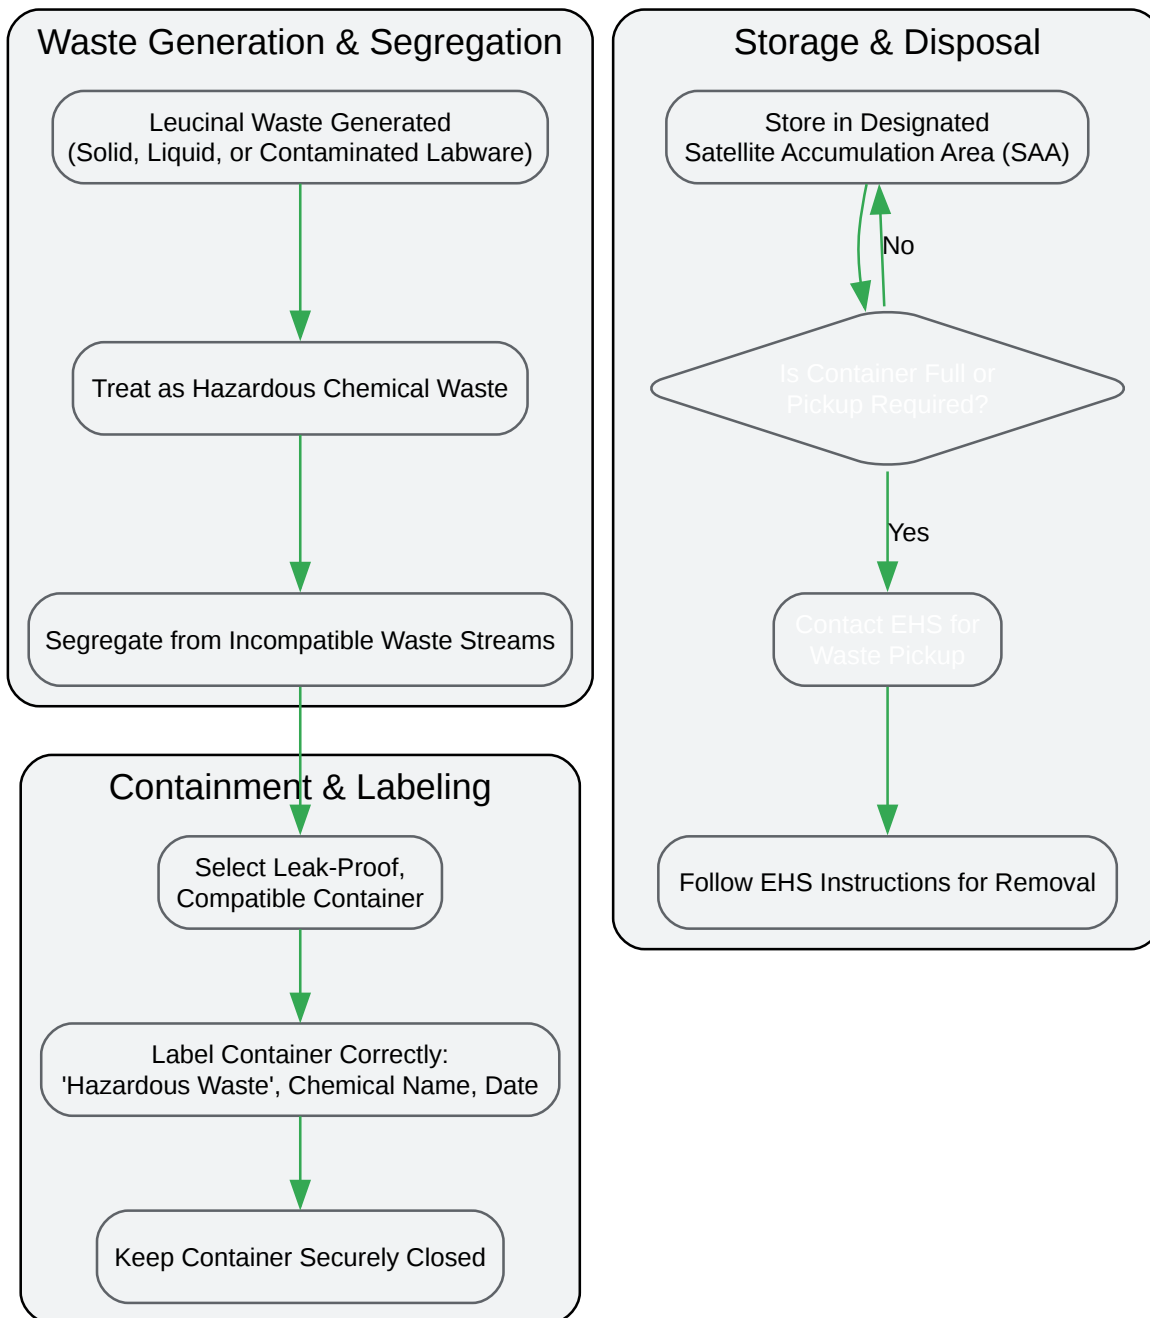 Waste Generation & Segregation
Leucinal Waste Generated
(Solid, Liquid, or Contaminated Labware)
Treat as Hazardous Chemical Waste
Segregate from Incompatible Waste Streams
Containment & Labeling
Select Leak-Proof,
Compatible Container
Label Container Correctly:
'Hazardous Waste', Chemical Name, Date
Keep Container Securely Closed
Storage & Disposal
Store in Designated
Satellite Accumulation Area (SAA)
No
Is Container Full or
Pickup Required?
Yes
Contact EHS for
Waste Pickup
Follow EHS Instructions for Removal